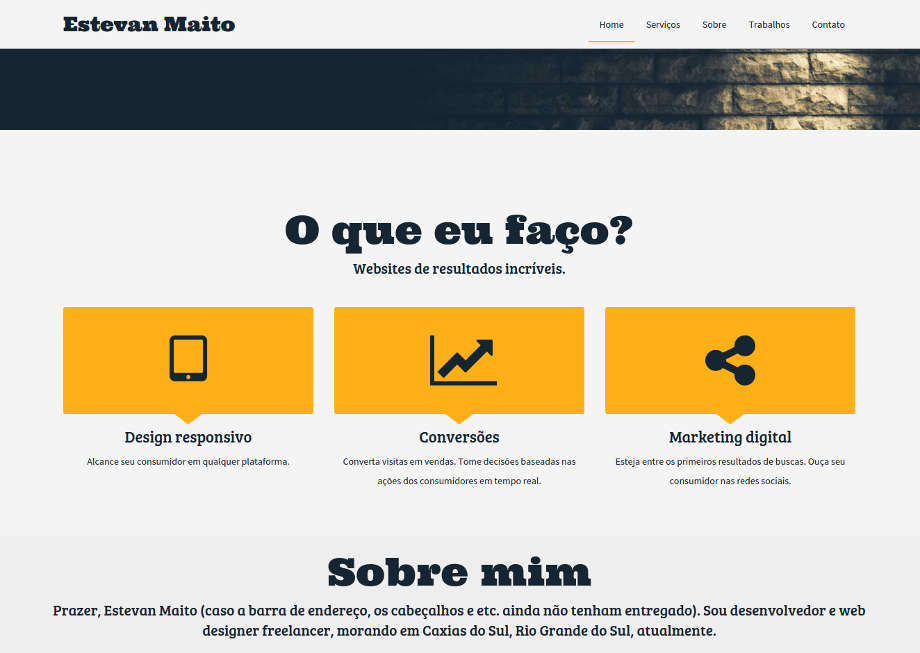 Estevan Maito
Home Serviços Sobre Trabalhos Contato
O que eu faço?
Websites de resultados incríveis.
Design responsivo
Alcance seu consumidor em qualquer plataforma.
Conversões
Converta visitas em vendas. Tome decisões baseadas nas
ações dos consumidores em tempo real.
Marketing digital
Esteja entre os primeiros resultados de buscas. Ouça seu
consumidor nas redes sociais.
Sobre mim
Prazer, Estevan Maito (caso a barra de endereço, os cabeçalhos e etc. ainda não tenham entregado). Sou desenvolvedor e web
designer freelancer, morando em Caxias do Sul, Rio Grande do Sul, atualmente.